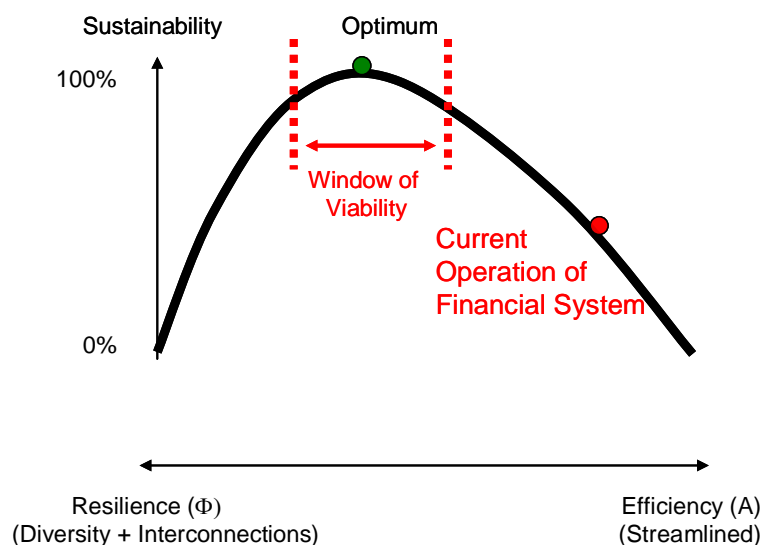 Sustainability
Optimum
100%
Window of
Viability
Current
Operation of
Financial System
0%
Resilience (Φ)
(Diversity + Interconnections)
Efficiency (A)
(Streamlined)